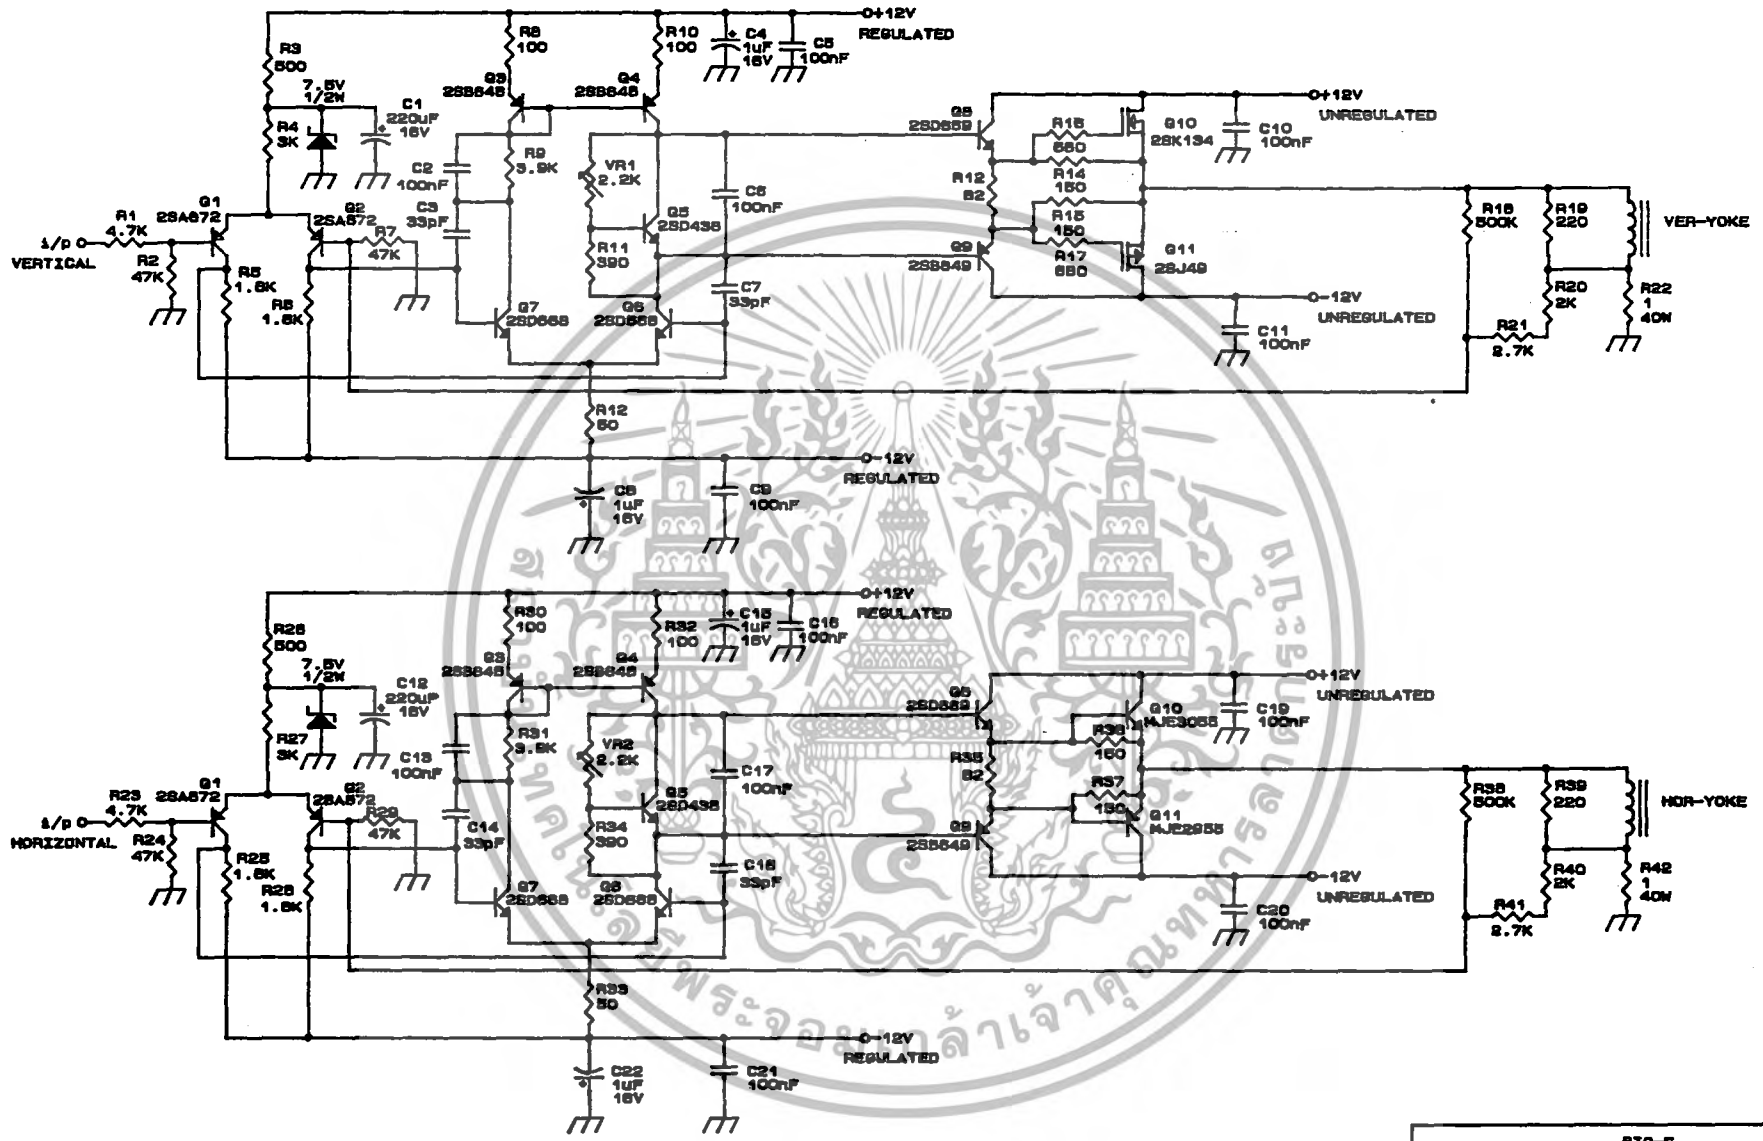 +12V
REGULATED
R3
500
R8
100
R10
100
C4
1uF
16V
C5
100nF
7.5V
1/2W
R4
3K
C1
220uF
16V
Q3
2SB648
Q4
2SB648
C2
100nF
R9
3.9K
VR1
2.2K
C6
100nF
Q8
2SD669
R16
680
Q10
2SK134
C10
100nF
+12V
UNREGULATED
R12
82
R14
150
R15
150
R17
680
Q1
2SA872
Q2
2SA872
R1
4.7K
i/p
VERTICAL
R2
47K
R7
47K
C3
33pF
Q5
2SD438
R11
390
Q9
2SB649
Q11
2SJ49
R18
500K
R19
220
VER-YOKE
R5
1.8K
R6
1.8K
Q7
2SD668
Q6
2SD668
C7
33pF
-12V
UNREGULATED
C11
100nF
R20
2K
R21
2.7K
R22
1
40W
R12
50
-12V
REGULATED
C8
1uF
16V
C9
100nF
+12V
REGULATED
R26
500
R30
100
R32
100
C15
1uF
16V
C16
100nF
7.5V
1/2W
R27
3K
C12
220uF
16V
Q3
2SB648
Q4
2SB648
C13
100nF
R31
3.9K
VR2
2.2K
C17
100nF
2SD669
Q10
MJE3055
R36
150
C19
100nF
+12V
UNREGULATED
R35
82
R37
150
Q1
2SA872
Q2
2SA872
R23
4.7K
i/p
HORIZONTAL
R24
47K
R29
47K
C14
33pF
Q5
2SD438
R34
390
Q9
Q11
MJE2955
R38
500K
R39
220
HOR-YOKE
R25
1.8K
R28
1.8K
Q7
2SD668
Q6
2SD668
C18
33pF
-12V
UNREGULATED
C20
100nF
R40
2K
R41
2.7K
R42
1
40W
R33
50
-12V
REGULATED
C22
1uF
16V
C21
100nF